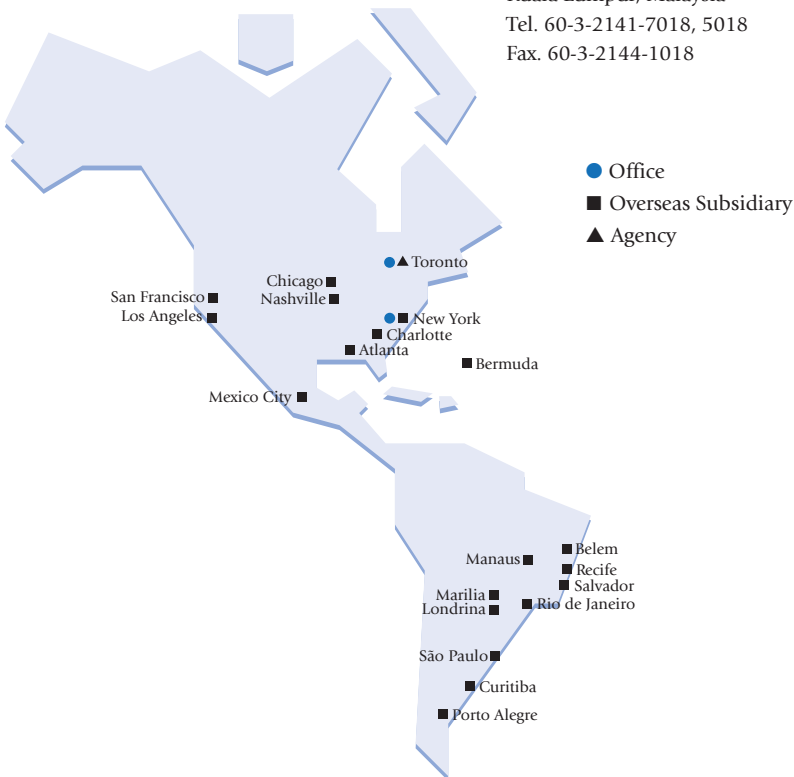 Tel. 60-3-2141-7018, 5018
Fax. 60-3-2144-1018
Office
Overseas Subsidiary
Agency
Toronto
Chicago
Nashville
San Francisco
Los Angeles
New York
Charlotte
Atlanta
Bermuda
Mexico City
Belem
Manaus
Recife
Salvador
Marilia
Londrina
Rio de Janeiro
São Paulo
Curitiba
Porto Alegre